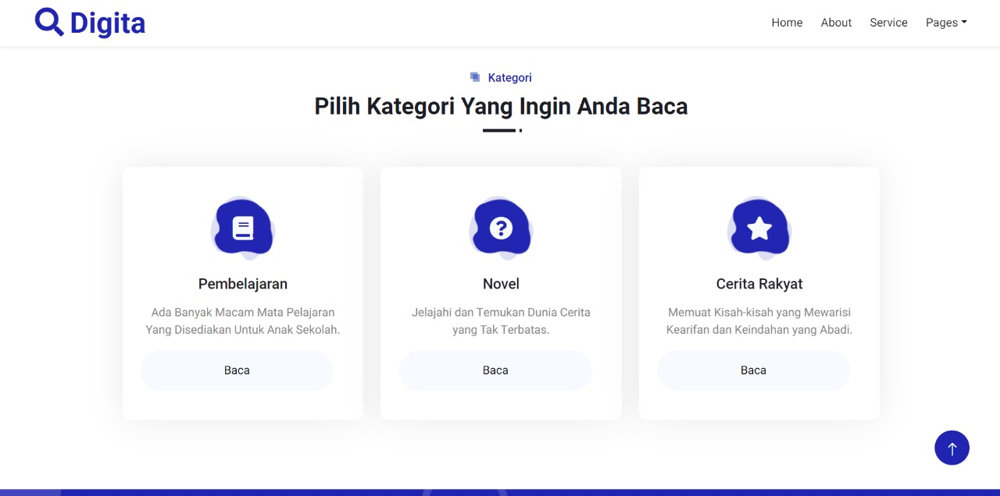 Digita
Home About Service Pages
Kategori
Pilih Kategori Yang Ingin Anda Baca
Pembelajaran
Ada Banyak Macam Mata Pelajaran
Yang Disediakan Untuk Anak Sekolah.
Baca
Novel
Jelajahi dan Temukan Dunia Cerita
yang Tak Terbatas.
Baca
Cerita Rakyat
Memuat Kisah-kisah yang Mewarisi
Kearifan dan Keindahan yang Abadi.
Baca